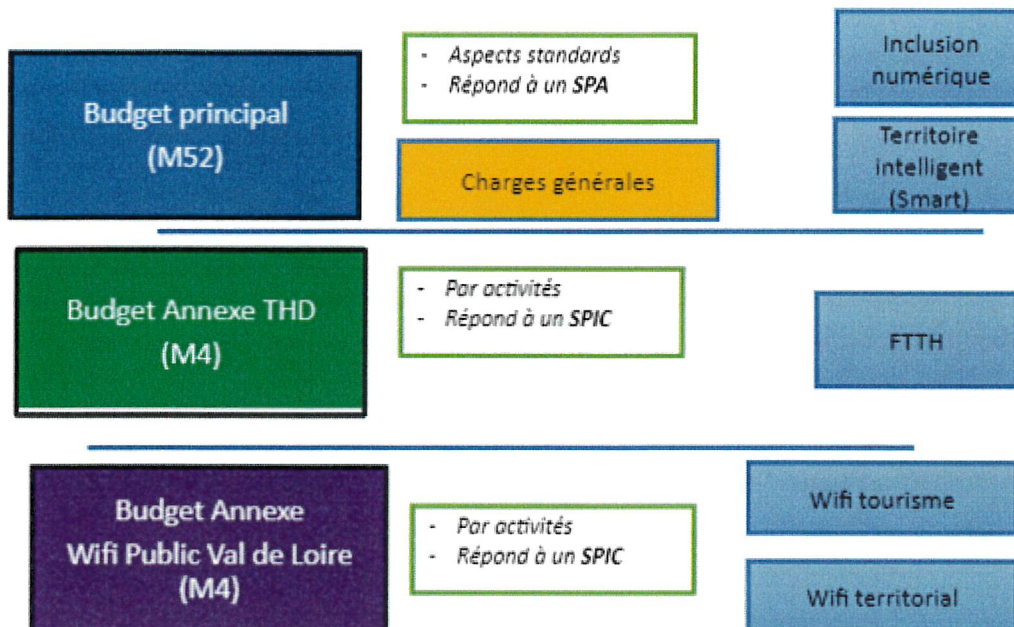 Budget principal
(M52)
- Aspects standards
- Répond à un SPA
Charges générales
Inclusion
numérique
Territoire
intelligent
(Smart)
Budget Annexe THD
(M4)
- Par activités
- Répond à un SPIC
FTTH
Budget Annexe
Wifi Public Val de Loire
(M4)
- Par activités
- Répond à un SPIC
Wifi tourisme
Wifi territorial